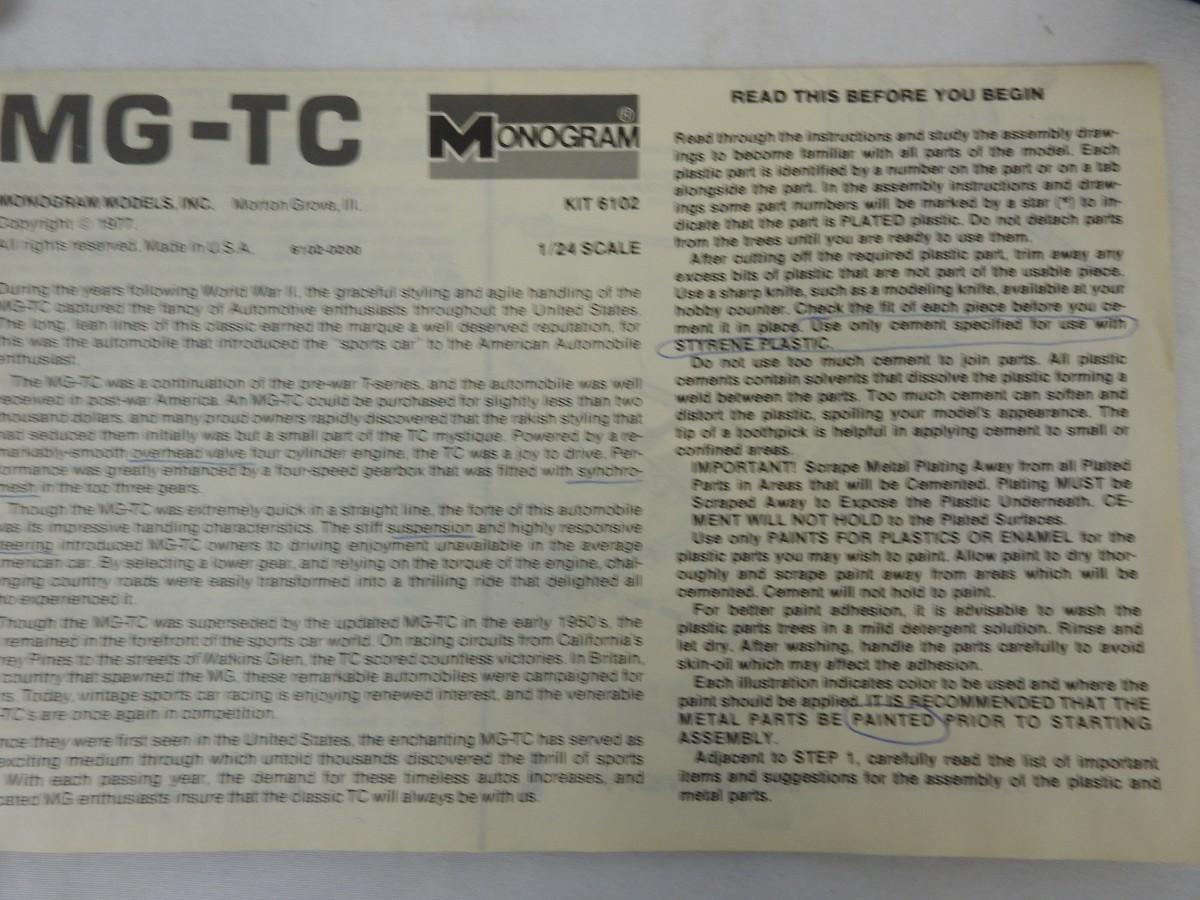 MG-TC
MONOGRAM ®
MONOGRAM MODELS, INC. Morton Grove, Ill.
KIT 6102
Copyright © 1977.
All rights reserved. Made in U.S.A. 6102-0200
1/24 SCALE
During the years following World War II, the graceful styling and agile handling of the
MG-TC captured the fancy of Automotive enthusiasts throughout the United States.
The long, lean lines of this classic earned the marque a well deserved reputation, for
this was the automobile that introduced the "sports car" to the American Automobile
enthusiast.
The MG-TC was a continuation of the pre-war T-series, and the automobile was well
received in post-war America. An MG-TC could be purchased for slightly less than two
thousand dollars, and many proud owners rapidly discovered that the rakish styling that
had seduced them initially was but a small part of the TC mystique. Powered by a re-
markably-smooth overhead valve four cylinder engine, the TC was a joy to drive. Per-
formance was greatly enhanced by a four-speed gearbox that was fitted with synchro-
mesh in the top three gears.
Though the MG-TC was extremely quick in a straight line, the forte of this automobile
was its impressive handling characteristics. The stiff suspension and highly responsive
teering introduced MG-TC owners to driving enjoyment unavailable in the average
merican car. By selecting a lower gear, and relying on the torque of the engine, chal-
nging country roads were easily transformed into a thrilling ride that delighted all
ho experienced it.
Though the MG-TC was superseded by the updated MG-TC in the early 1950's, the
remained in the forefront of the sports car world. On racing circuits from California's
rey Pines to the streets of Watkins Glen, the TC scored countless victories. In Britain,
country that spawned the MG, these remarkable automobiles were campaigned for
rs. Today, vintage sports car racing is enjoying renewed interest, and the venerable
-TC's are once again in competition.
nce they were first seen in the United States, the enchanting MG-TC has served as
exciting medium through which untold thousands discovered the thrill of sports
With each passing year, the demand for these timeless autos increases, and
cated MG enthusiasts insure that the classic TC will always be with us.
READ THIS BEFORE YOU BEGIN
Read through the instructions and study the assembly draw-
ings to become familiar with all parts of the model. Each
plastic part is identified by a number on the part or on a tab
alongside the part. In the assembly instructions and draw-
ings some part numbers will be marked by a star (*) to in-
dicate that the part is PLATED plastic. Do not detach parts
from the trees until you are ready to use them.
After cutting off the required plastic part, trim away any
excess bits of plastic that are not part of the usable piece.
Use a sharp knife, such as a modeling knife, available at your
hobby counter. Check the fit of each piece before you ce-
ment it in place. Use only cement specified for use with
STYRENE PLASTIC.
Do not use too much cement to join parts. All plastic
cements contain solvents that dissolve the plastic forming a
weld between the parts. Too much cement can soften and
distort the plastic, spoiling your model's appearance. The
tip of a toothpick is helpful in applying cement to small or
confined areas.
IMPORTANT! Scrape Metal Plating Away from all Plated
Parts in Areas that will be Cemented. Plating MUST be
Scraped Away to Expose the Plastic Underneath. CE-
MENT WILL NOT HOLD to the Plated Surfaces.
Use only PAINTS FOR PLASTICS OR ENAMEL for the
plastic parts you may wish to paint. Allow paint to dry thor-
oughly and scrape paint away from areas which will be
cemented. Cement will not hold to paint.
For better paint adhesion, it is advisable to wash the
plastic parts trees in a mild detergent solution. Rinse and
let dry. After washing, handle the parts carefully to avoid
skin-oil which may affect the adhesion.
Each illustration indicates color to be used and where the
paint should be applied. IT IS RECOMMENDED THAT THE
METAL PARTS BE PAINTED PRIOR TO STARTING
ASSEMBLY.
Adjacent to STEP 1, carefully read the list of important
items and suggestions for the assembly of the plastic and
metal parts.